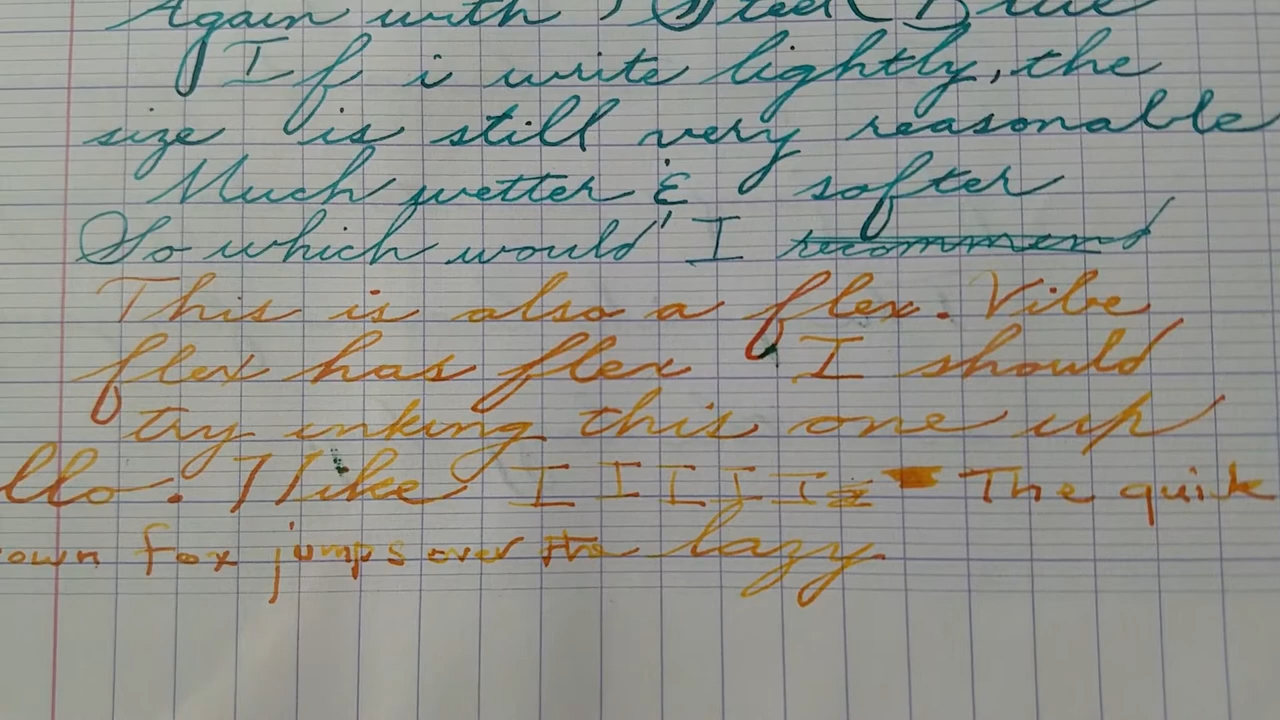 Again with Steel Blue
If i write lightly, the
size is still very reasonable
Much wetter & softer
So which would I recommend
This is also a flex. Vibe
flex has flex I should
try inking this one up
llo. I like I I I I I The quik
own fox jumps over the lazy.